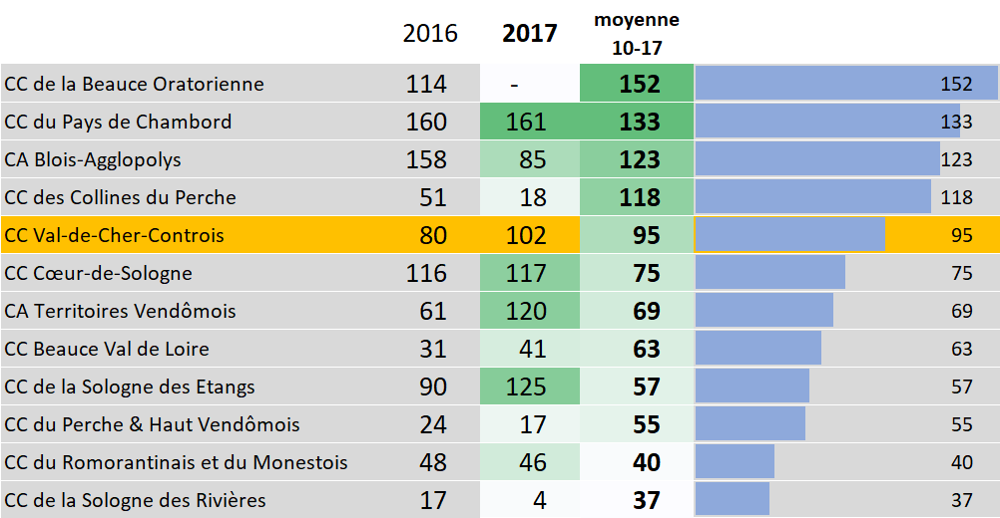 2016 2017 moyenne 10-17
CC de la Beauce Oratorienne 114 - 152 152
CC du Pays de Chambord 160 161 133 133
CA Blois-Agglopolys 158 85 123 123
CC des Collines du Perche 51 18 118 118
CC Val-de-Cher-Controis 80 102 95 95
CC Cœur-de-Sologne 116 117 75 75
CA Territoires Vendômois 61 120 69 69
CC Beauce Val de Loire 31 41 63 63
CC de la Sologne des Etangs 90 125 57 57
CC du Perche & Haut Vendômois 24 17 55 55
CC du Romorantinais et du Monestois 48 46 40 40
CC de la Sologne des Rivières 17 4 37 37